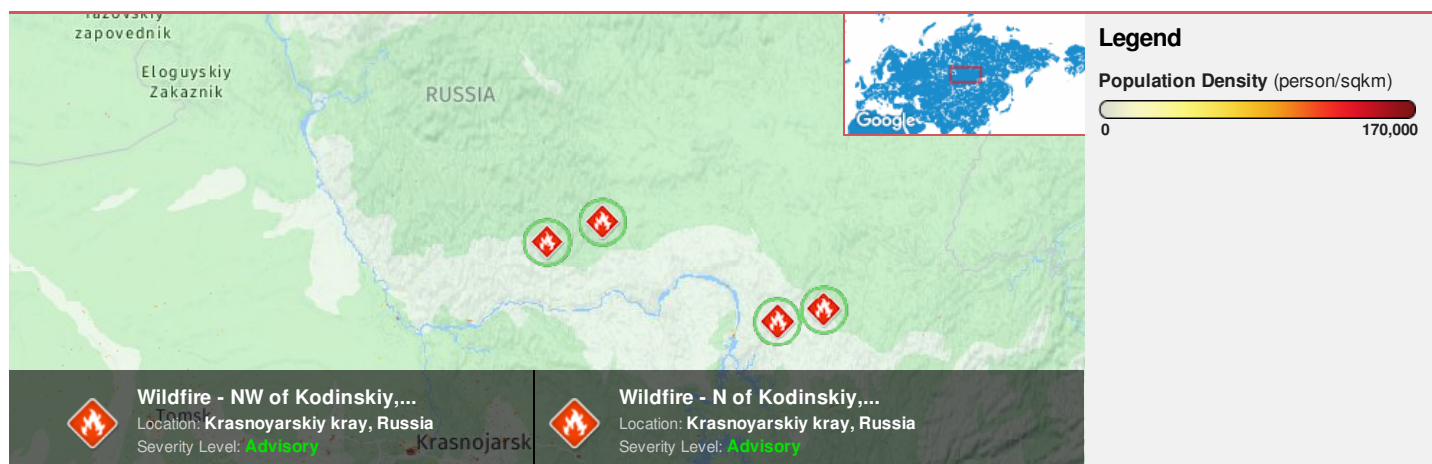 Tazovskiy
zapovednik
Eloguyskiy
Zakaznik
RUSSIA
Google
Legend
Population Density (person/sqkm)
0 170,000
Wildfire - NW of Kodinskiy,...
Tomsk
Location: Krasnoyarskiy kray, Russia
Severity Level: Advisory
Krasnojarsk
Wildfire - N of Kodinskiy,...
Location: Krasnoyarskiy kray, Russia
Severity Level: Advisory